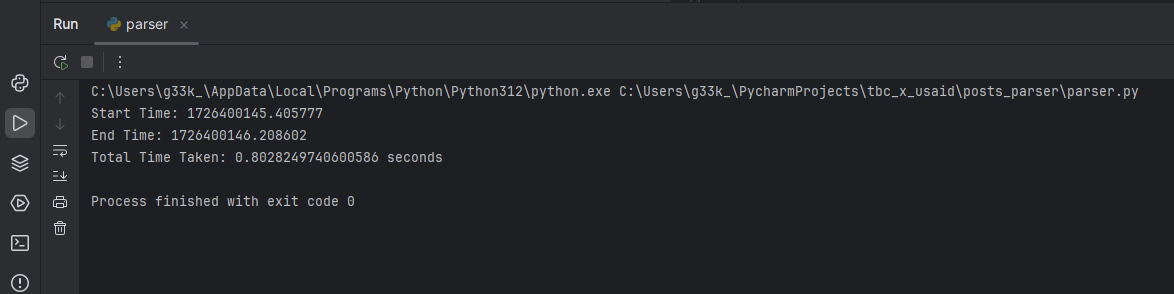 Run
parser
C:\Users\g33k_\AppData\Local\Programs\Python\Python312\python.exe C:\Users\g33k_\PycharmProjects\tbc_x_usaid\posts_parser\parser.py
Start Time: 1726400145.405777
End Time: 1726400146.208602
Total Time Taken: 0.8028249740600586 seconds
Process finished with exit code 0